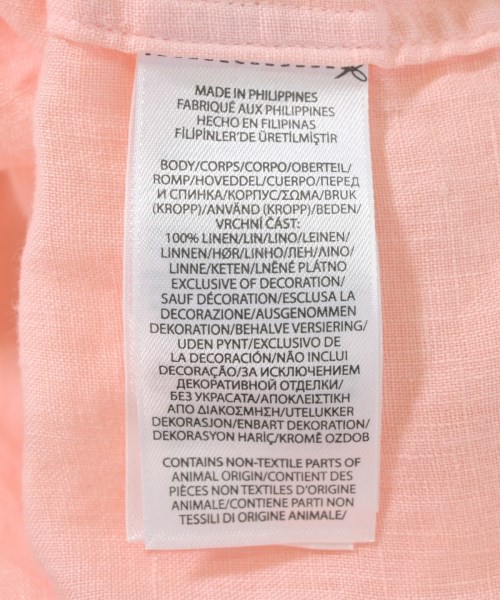 MADE IN PHILIPPINES
FABRIQUÉ AUX PHILIPPINES
HECHO EN FILIPINAS
FİLİPİNLER'DE ÜRETİLMİŞTİR
BODY/CORPS/CORPO/OBERTEIL/
ROMP/HOVEDDEL/CUERPO/ПЕРЕД
И СПИНКА/КОРПУС/ΣΩΜΑ/BRUK
(KROPP)/ANVÄND (KROPP)/BEDEN/
VRCHNÍ ČÁST:
100% LINEN/LIN/LINO/LEINEN/
LINNEN/HØR/LINHO/ЛЕН/ΛΙΝΟ/
LINNE/KETEN/LNĚNÉ PLÁTNO
EXCLUSIVE OF DECORATION/
SAUF DÉCORATION/ESCLUSA LA
DECORAZIONE/AUSGENOMMEN
DEKORATION/BEHALVE VERSIERING/
UDEN PYNT/EXCLUSIVO DE
LA DECORACIÓN/NÃO INCLUI
DECORAÇÃO/ЗА ИСКЛЮЧЕНИЕМ
ДЕКОРАТИВНОЙ ОТДЕЛКИ/
БЕЗ УКРАСАТА/ΑΠΟΚΛΕΙΣΤΙΚΗ
ΑΠΟ ΔΙΑΚΟΣΜΗΣΗ/UTELUKKER
DEKORASJON/ENBART DEKORATION/
DEKORASYON HARİÇ/KROMĚ OZDOB
CONTAINS NON-TEXTILE PARTS OF
ANIMAL ORIGIN/CONTIENT DES
PIÈCES NON TEXTILES D'ORIGINE
ANIMALE/CONTIENE PARTI NON
TESSILI DI ORIGINE ANIMALE/